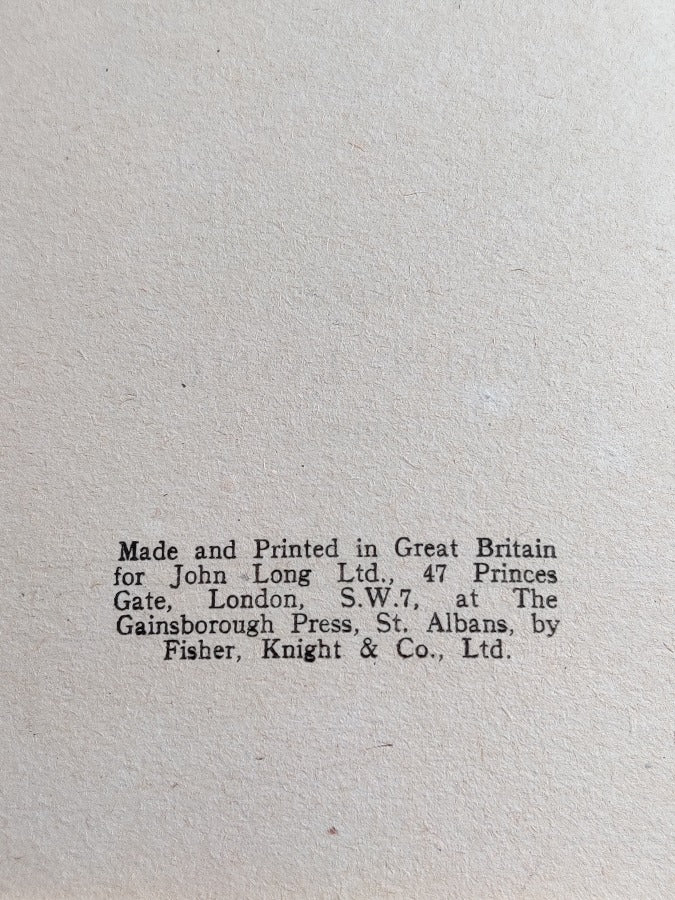 Made and Printed in Great Britain
for John Long Ltd., 47 Princes
Gate, London, S.W.7, at The
Gainsborough Press, St. Albans, by
Fisher, Knight & Co., Ltd.